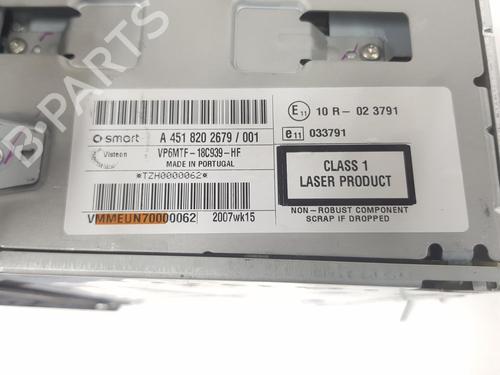 B-PARTS
smart A 451 820 2679 / 001
Visteon VP6MTF-18C939-HF
MADE IN PORTUGAL
*TZH0000062*
VMMEUN70000062 2007wk15
E11 10 R- 02 3791
e11 033791
CLASS 1
LASER PRODUCT
NON-ROBUST COMPONENT
SCRAP IF DROPPED